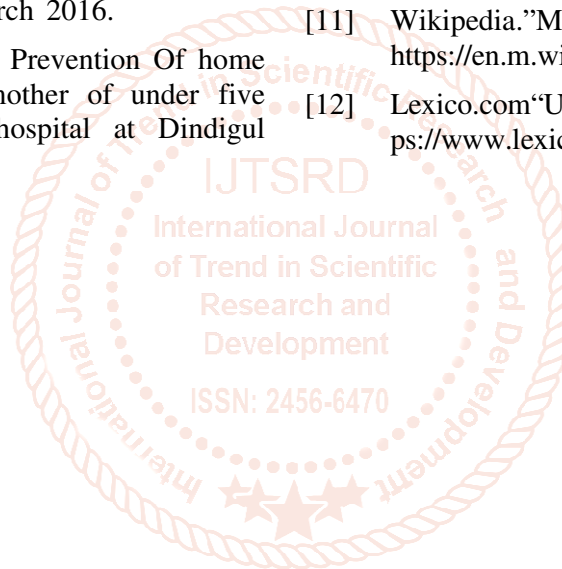 rch 2016.
Prevention Of home
nother of under five
hospital at Dindigul
[11] Wikipedia."M
https://en.m.wi
[12] Lexico.com"U
ps://www.lexic
International Journal of Trend in Scientific Research and Development
IJTSRD
International Journal
of Trend in Scientific
Research and
Development
ISSN: 2456-6470